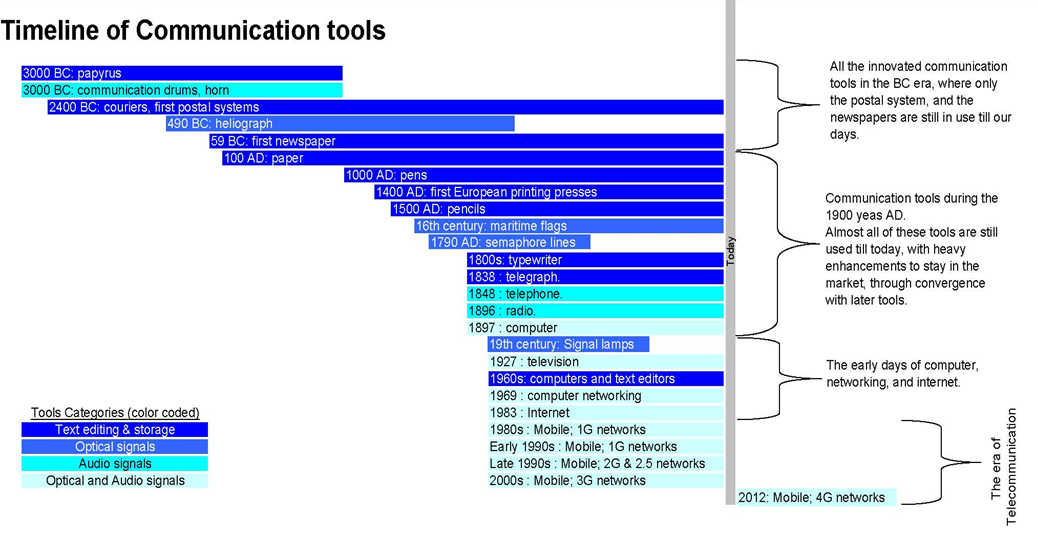 Timeline of Communication tools
3000 BC: papyrus
3000 BC: communication drums, horn
2400 BC: couriers, first postal systems
490 BC: heliograph
59 BC: first newspaper
100 AD: paper
1000 AD: pens
1400 AD: first European printing presses
1500 AD: pencils
16th century: maritime flags
1790 AD: semaphore lines
1800s: typewriter
1838 : telegraph.
1848 : telephone.
1896 : radio.
1897 : computer
19th century: Signal lamps
1927 : television
1960s: computers and text editors
1969 : computer networking
1983 : Internet
1980s : Mobile; 1G networks
Early 1990s : Mobile; 1G networks
Late 1990s : Mobile; 2G & 2.5 networks
2000s : Mobile; 3G networks
2012: Mobile; 4G networks
Today
All the innovated communication
tools in the BC era, where only
the postal system, and the
newspapers are still in use till our
days.
Communication tools during the
1900 yeas AD.
Almost all of these tools are still
used till today, with heavy
enhancements to stay in the
market, through convergence
with later tools.
The early days of computer,
networking, and internet.
The era of
Telecommunication
Tools Categories (color coded)
Text editing & storage
Optical signals
Audio signals
Optical and Audio signals